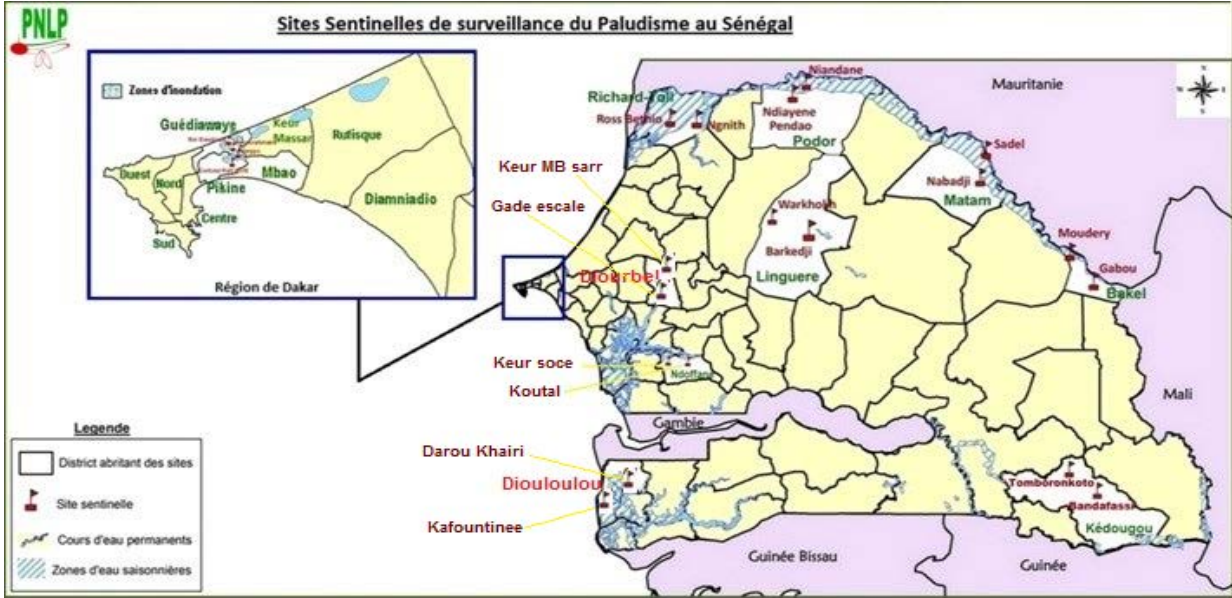 PNLP
Sites Sentinelles de surveillance du Paludisme au Sénégal
Zones d'inondation
Guédiawaye
Keur
Massar
Rufisque
Ouest
Nord
Pikine
Mbao
Diamniadio
Centre
Sud
Région de Dakar
Niandane
Mauritanie
Richard-Toll
Ross Bethio
Ngnith
Ndiayene
Pendao
Podor
Sadel
Nabadji
Matam
Keur MB sarr
Gade escale
Warkhokh
Barkedji
Linguere
Moudery
Gabou
Bakel
Diourbel
Keur soce
Ndoffane
Koutal
Mali
Gambie
Darou Khairi
Diouloulou
Kafountinee
Tomboronkoto
Bandafassi
Kédougou
Guinée Bissau
Guinée
Legende
District abritant des sites
Site sentinelle
Cours d'eau permanents
Zones d'eau saisonnières